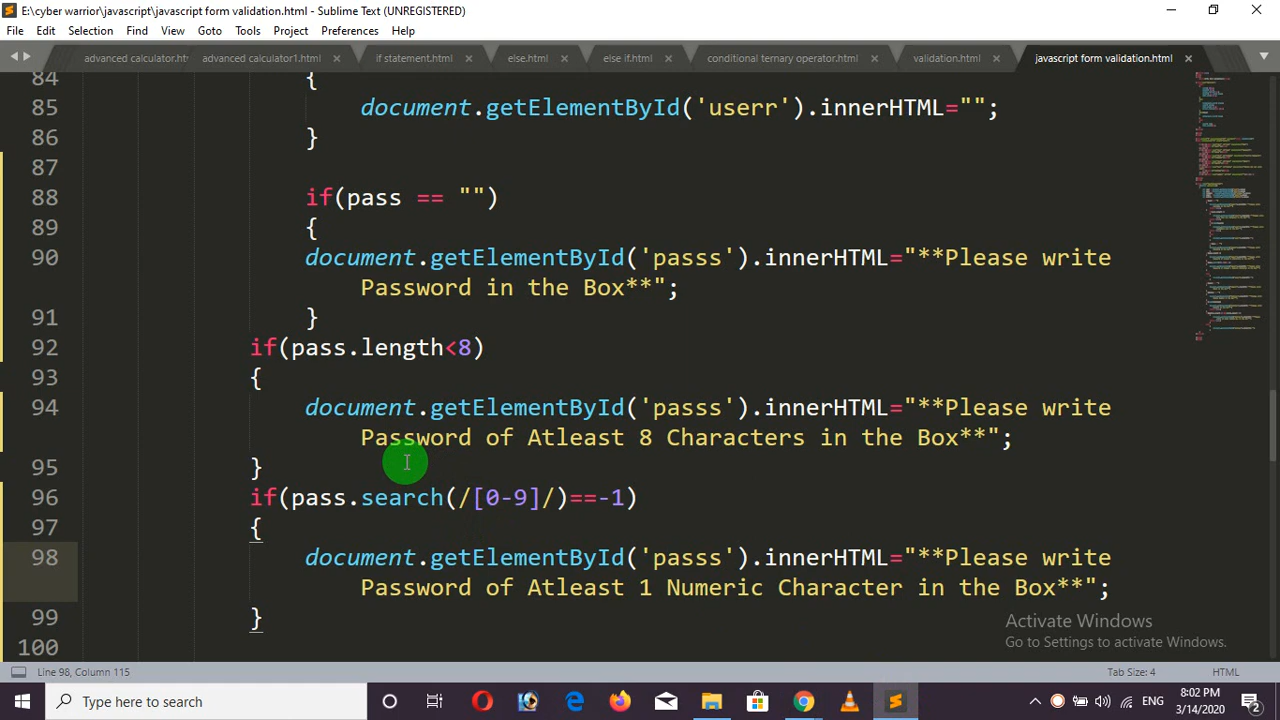 E:\cyber warrior\javascript\javascript form validation.html - Sublime Text (UNREGISTERED)
File Edit Selection Find View Goto Tools Project Preferences Help
advanced calculator.ht advanced calculator1.html if statement.html else.html else if.html conditional ternary operator.html validation.html javascript form validation.html
84 {
85 document.getElementById('userr').innerHTML="";
86 }
87
88 if(pass == "")
89 {
90 document.getElementById('passs').innerHTML="**Please write
Password in the Box**";
91 }
92 if(pass.length<8)
93 {
94 document.getElementById('passs').innerHTML="**Please write
Password of Atleast 8 Characters in the Box**";
95 }
96 if(pass.search(/[0-9]/)==-1)
97 {
98 document.getElementById('passs').innerHTML="**Please write
Password of Atleast 1 Numeric Character in the Box**";
99 }
100
Activate Windows
Go to Settings to activate Windows.
Line 98, Column 115 Tab Size: 4 HTML
Type here to search ENG 8:02 PM
3/14/2020 2